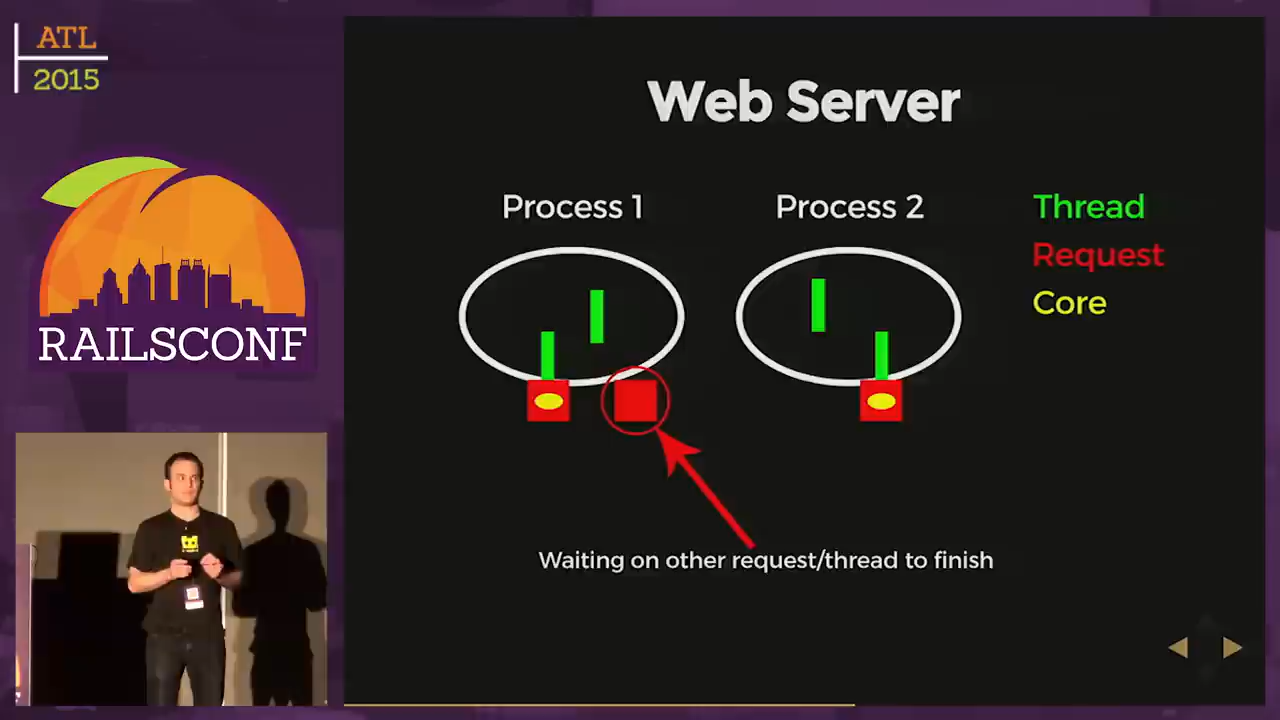 ATL
2015
RAILSCONF
Web Server
Process 1
Process 2
Thread
Request
Core
Waiting on other request/thread to finish